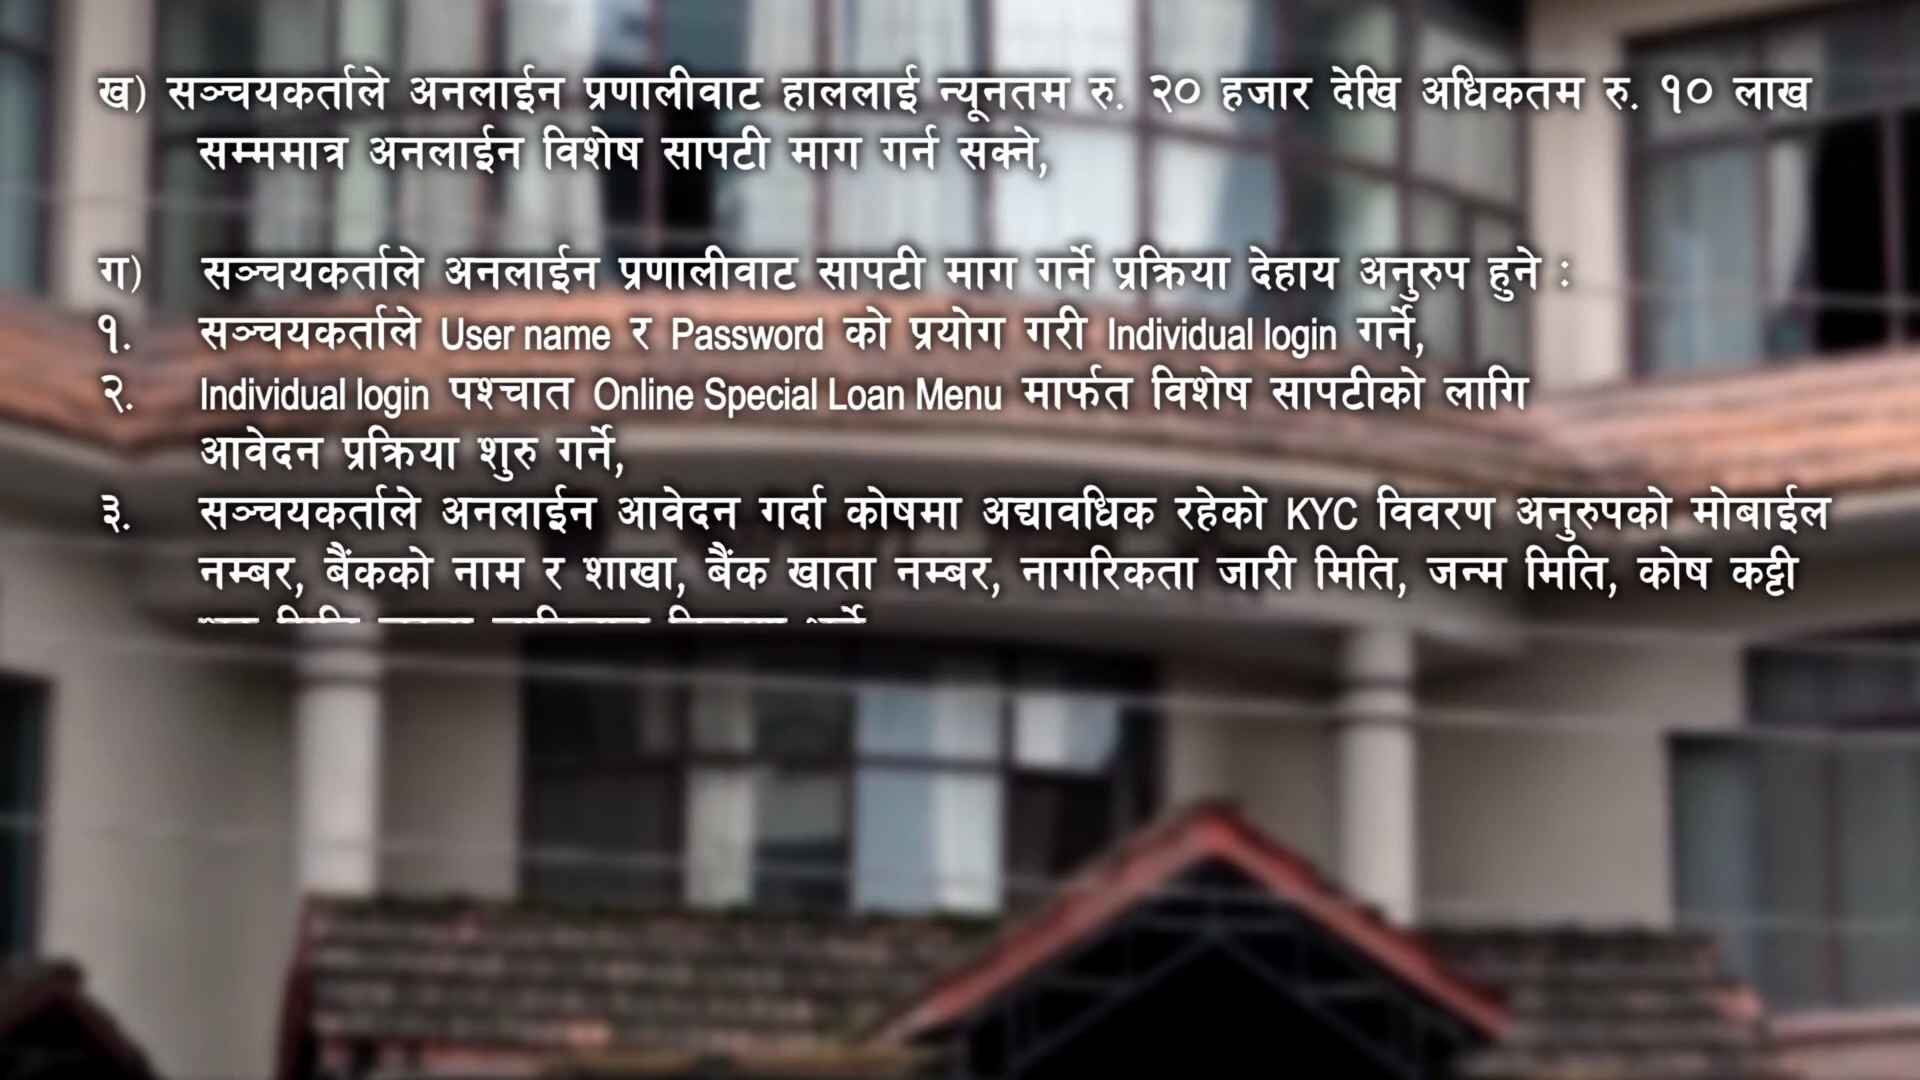 ख) सञ्चयकर्ताले अनलाईन प्रणालीवाट हाललाई न्यूनतम रु. २० हजार देखि अधिकतम रु. १० लाख
सम्ममात्र अनलाईन विशेष सापटी माग गर्न सक्ने,
ग) सञ्चयकर्ताले अनलाईन प्रणालीवाट सापटी माग गर्ने प्रक्रिया देहाय अनुरुप हुने :
१. सञ्चयकर्ताले User name र Password को प्रयोग गरी Individual login गर्ने,
२. Individual login पश्चात Online Special Loan Menu मार्फत विशेष सापटीको लागि
आवेदन प्रक्रिया शुरु गर्ने,
३. सञ्चयकर्ताले अनलाईन आवेदन गर्दा कोषमा अद्यावधिक रहेको KYC विवरण अनुरुपको मोबाईल
नम्बर, बैंकको नाम र शाखा, बैंक खाता नम्बर, नागरिकता जारी मिति, जन्म मिति, कोष कट्टी